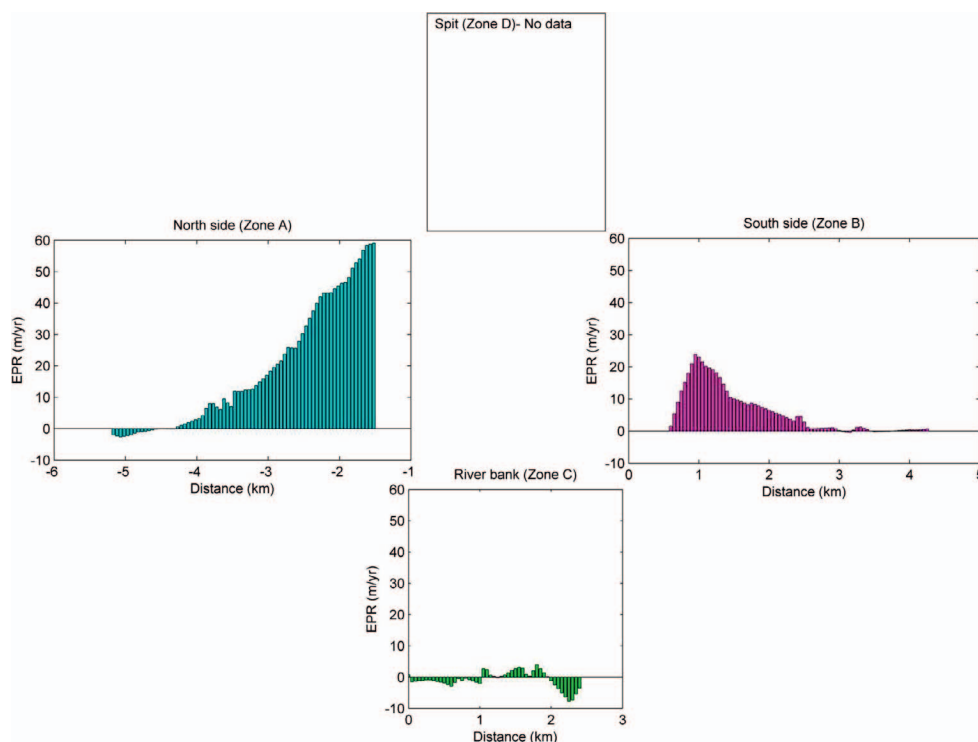 Spit (Zone D)- No data
North side (Zone A)
60
50
40
30
20
10
0
-10
EPR (m/yr)
-6 -5 -4 -3 -2 -1
Distance (km)
South side (Zone B)
60
50
40
30
20
10
0
-10
EPR (m/yr)
0 1 2 3 4 5
Distance (km)
River bank (Zone C)
60
50
40
30
20
10
0
-10
EPR (m/yr)
0 1 2 3
Distance (km)